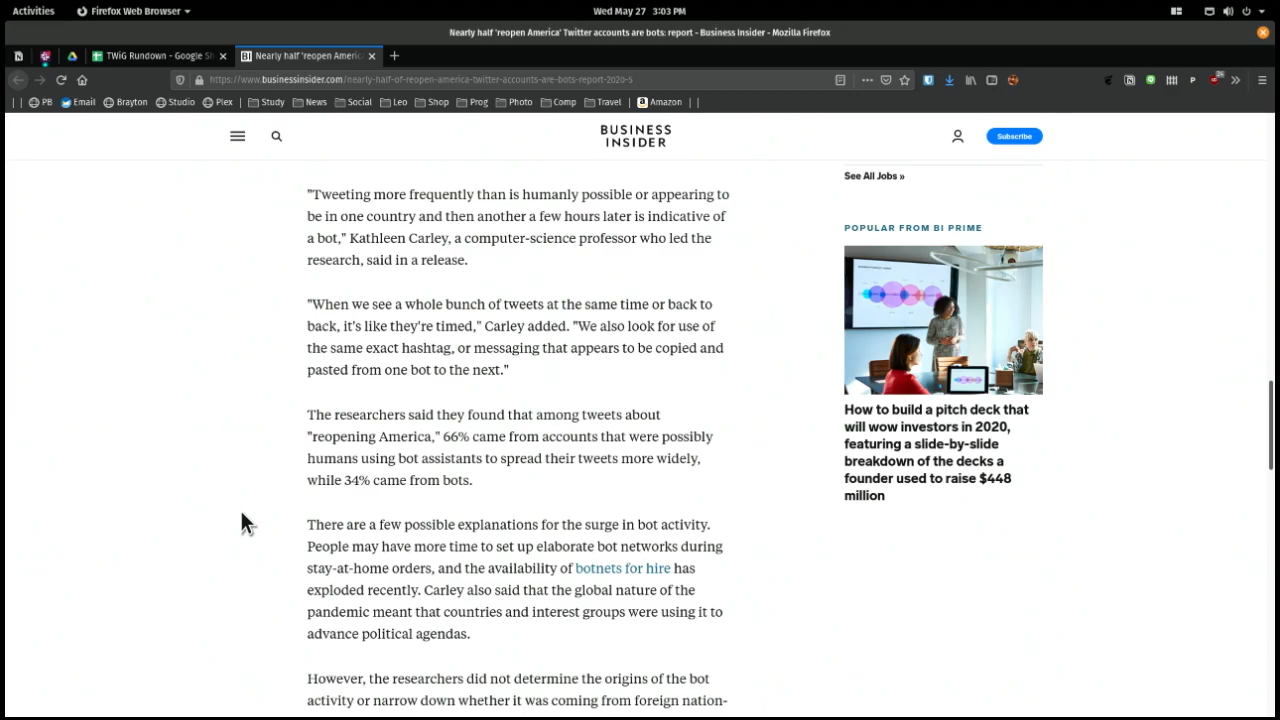 Activities
Firefox Web Browser
Wed May 27 3:03 PM
Nearly half 'reopen America' Twitter accounts are bots: report - Business Insider - Mozilla Firefox
TWiG Rundown - Google Sh
BI
Nearly half 'reopen Americ
https://www.businessinsider.com/nearly-half-of-reopen-america-twitter-accounts-are-bots-report-2020-5
PB
Email
Brayton
Studio
Plex
Study
News
Social
Leo
Shop
Prog
Photo
Comp
Travel
Amazon
BUSINESS
INSIDER
Subscribe
"Tweeting more frequently than is humanly possible or appearing to
be in one country and then another a few hours later is indicative of
a bot," Kathleen Carley, a computer-science professor who led the
research, said in a release.
"When we see a whole bunch of tweets at the same time or back to
back, it's like they're timed," Carley added. "We also look for use of
the same exact hashtag, or messaging that appears to be copied and
pasted from one bot to the next."
The researchers said they found that among tweets about
"reopening America," 66% came from accounts that were possibly
humans using bot assistants to spread their tweets more widely,
while 34% came from bots.
There are a few possible explanations for the surge in bot activity.
People may have more time to set up elaborate bot networks during
stay-at-home orders, and the availability of botnets for hire has
exploded recently. Carley also said that the global nature of the
pandemic meant that countries and interest groups were using it to
advance political agendas.
However, the researchers did not determine the origins of the bot
activity or narrow down whether it was coming from foreign nation-
See All Jobs »
POPULAR FROM BI PRIME
How to build a pitch deck that
will wow investors in 2020,
featuring a slide-by-slide
breakdown of the decks a
founder used to raise $448
million